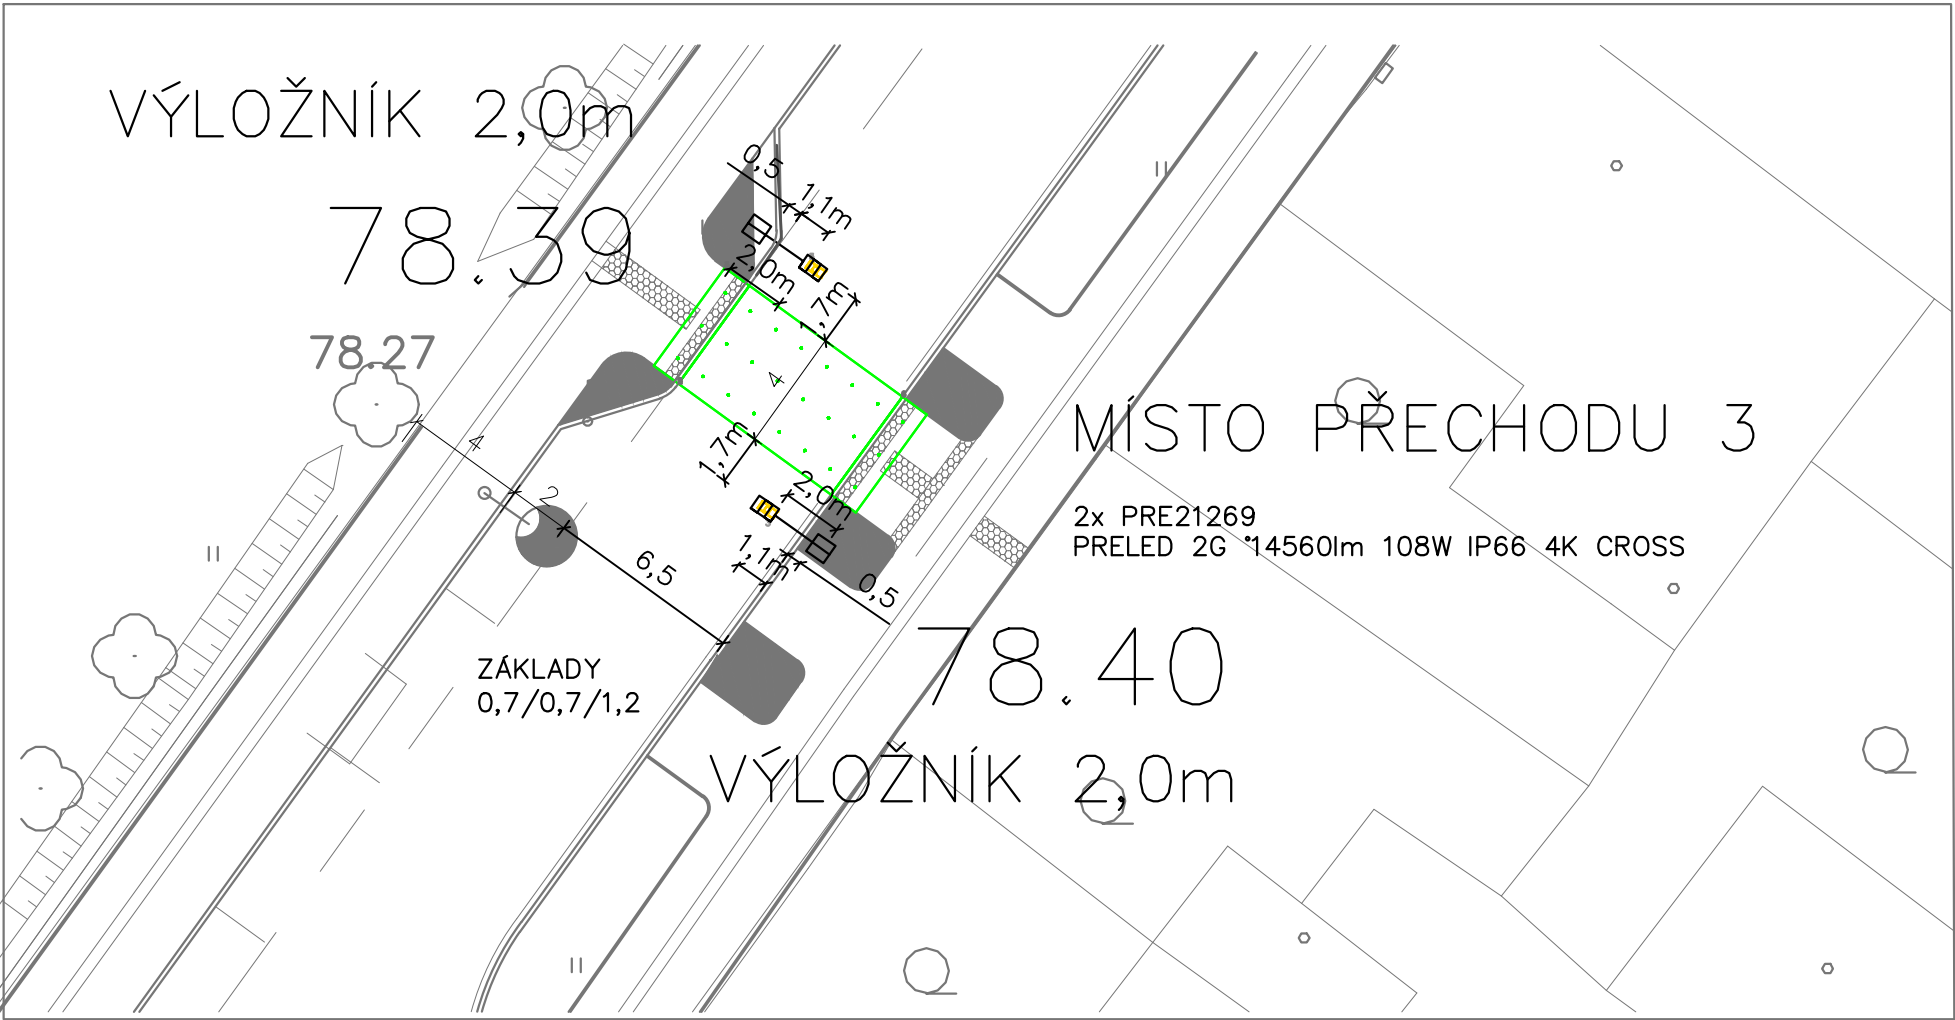 VÝLOŽNÍK 2,0m
78.39
78.27
0,5
1,1m
2,0m
1,7m
4
1,7m
4
2
6,5
2,0m
1,1m
0,5
MÍSTO PŘECHODU 3
2x PRE21269
PRELED 2G 14560lm 108W IP66 4K CROSS
ZÁKLADY
0,7/0,7/1,2
78.40
VÝLOŽNÍK 2,0m